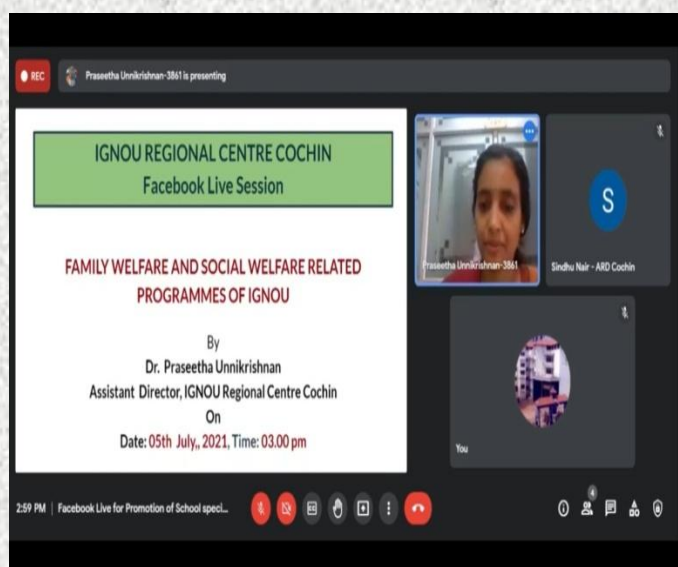 REC
Praseetha Unnikrishnan-3861 is presenting
IGNOU REGIONAL CENTRE COCHIN
Facebook Live Session
FAMILY WELFARE AND SOCIAL WELFARE RELATED
PROGRAMMES OF IGNOU
By
Dr. Praseetha Unnikrishnan
Assistant Director, IGNOU Regional Centre Cochin
On
Date: 05th July,, 2021, Time: 03.00 pm
Praseetha Unnikrishnan-3861
S
Sindhu Nair - ARD Cochin
You
2:59 PM | Facebook Live for Promotion of School speci...
CC
4